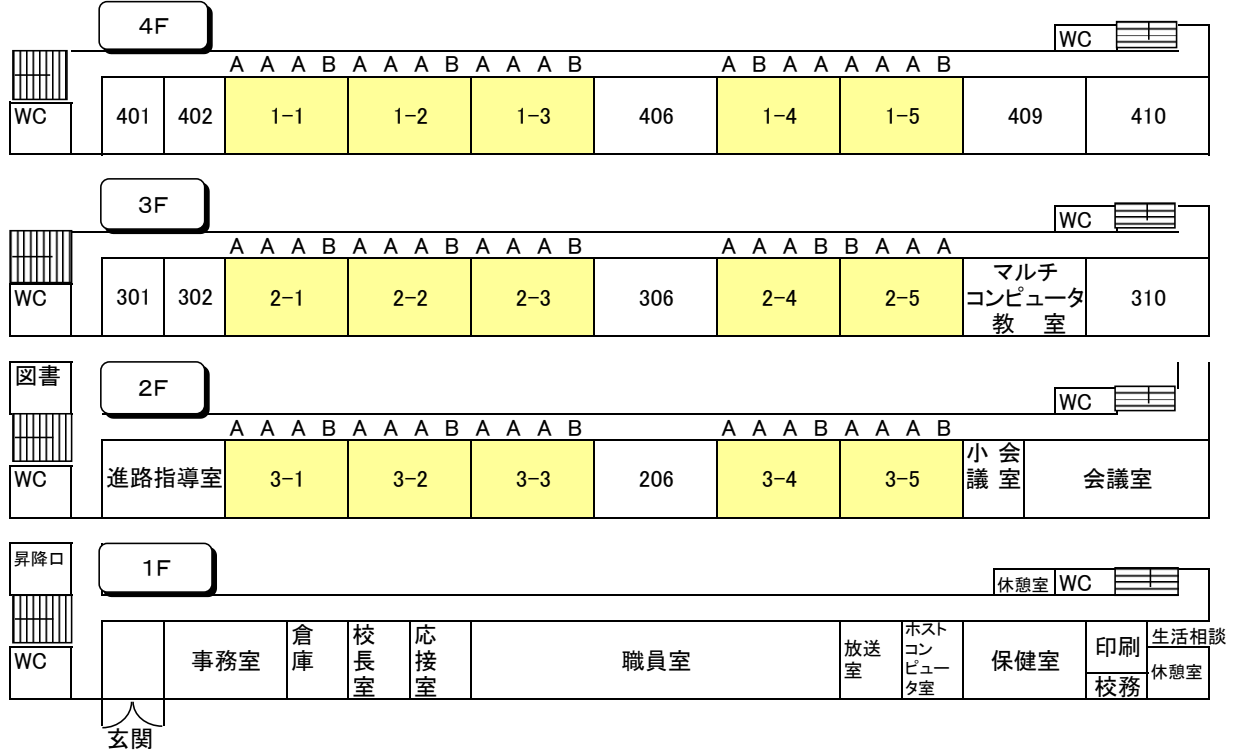 4F
WC
A A A B A A A B A A A B A B A A A A A B
WC 401 402 1-1 1-2 1-3 406 1-4 1-5 409 410
3F
WC
A A A B A A A B A A A B A A A B B A A A
WC 301 302 2-1 2-2 2-3 306 2-4 2-5 マルチ
コンピュータ
教 室 310
図書 2F
WC
A A A B A A A B A A A B A A A B A A A B
WC 進路指導室 3-1 3-2 3-3 206 3-4 3-5 小 会
議 室 会議室
昇降口 1F
休憩室 WC
WC 事務室 倉
庫 校
長
室 応
接
室 職員室 放送
室 ホスト
コン
ピュー
タ室 保健室 印刷
校務 生活相談
休憩室
玄関